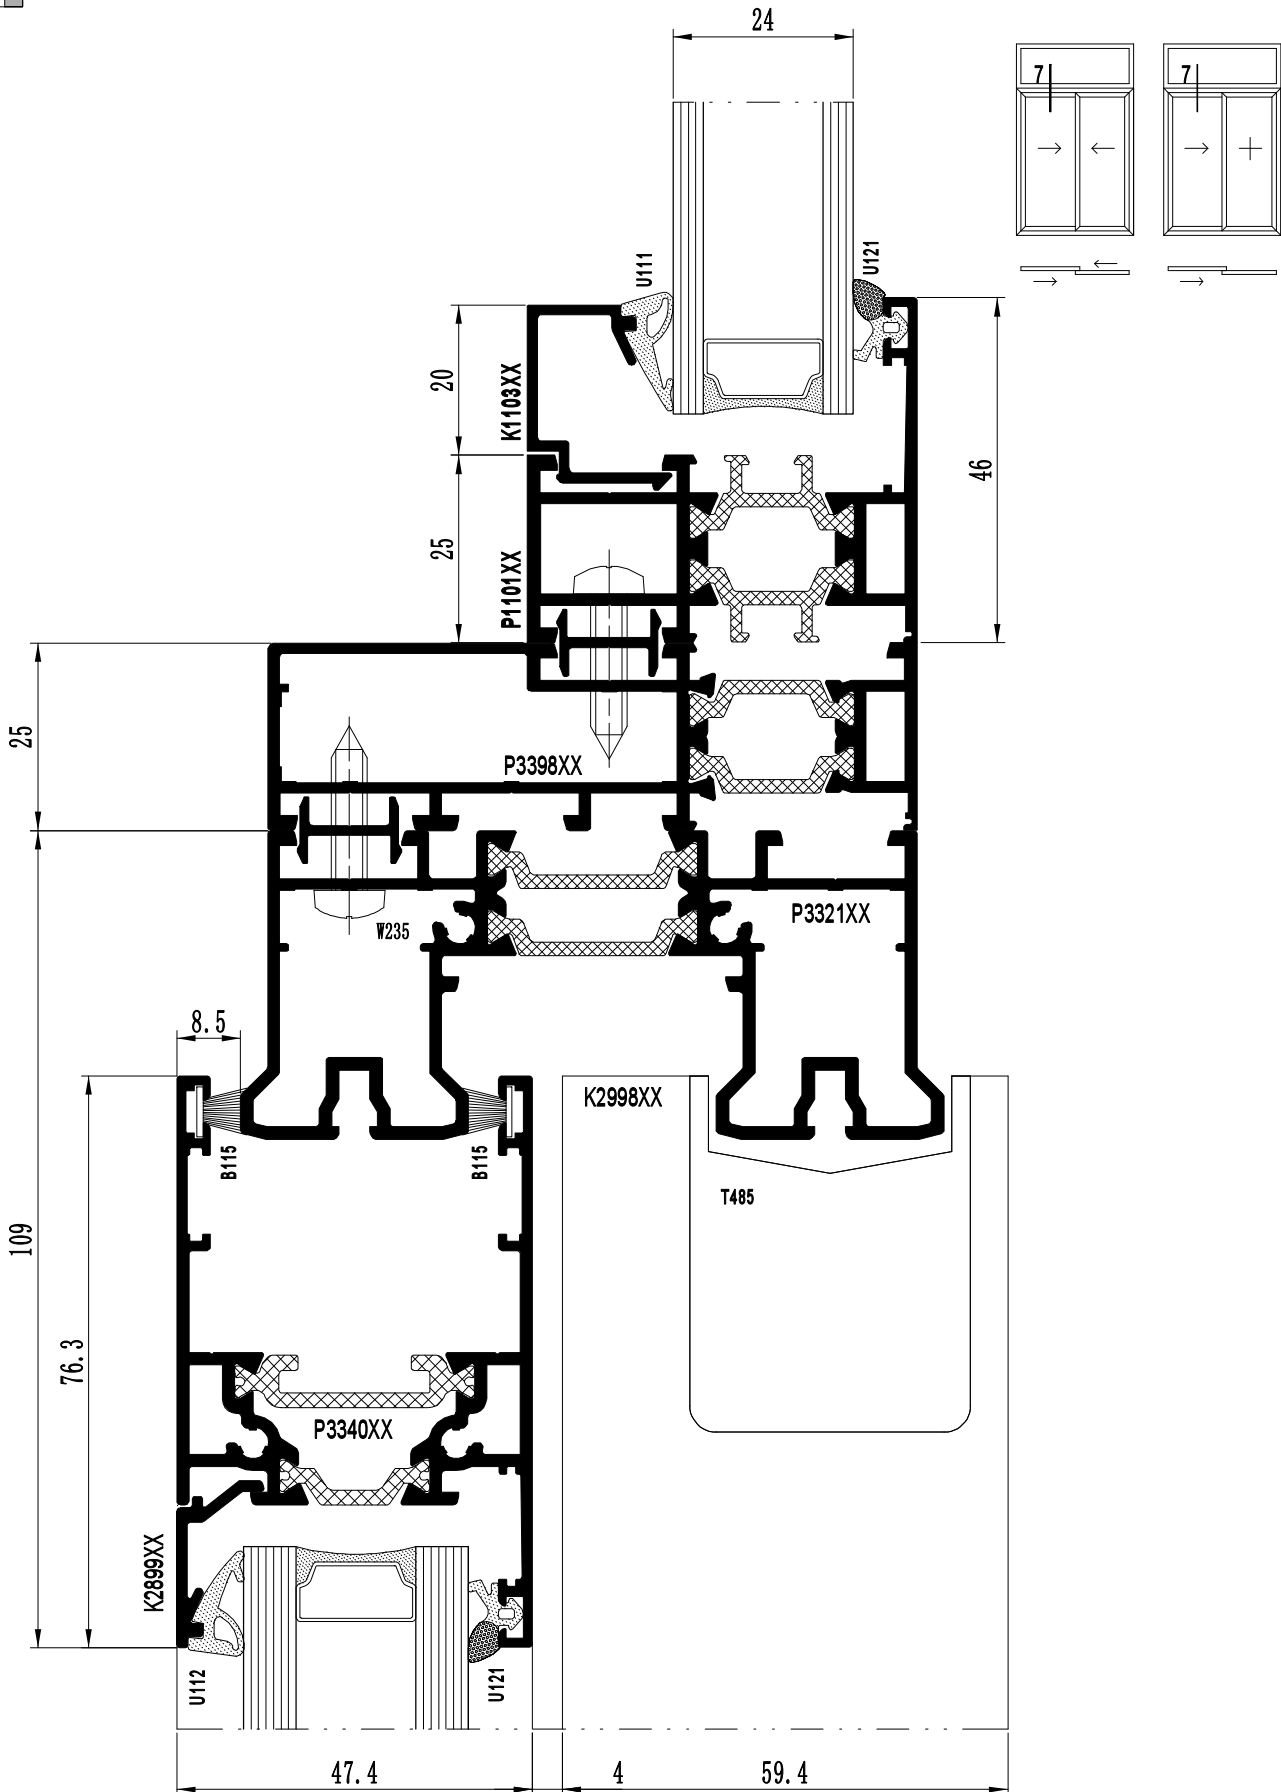 24
7
7
U111
U121
20
K1103XX
46
25
P1101XX
25
P3398XX
W235
P3321XX
8.5
K2998XX
B115
B115
T485
109
76.3
P3340XX
K2899XX
U112
U121
47.4
4
59.4